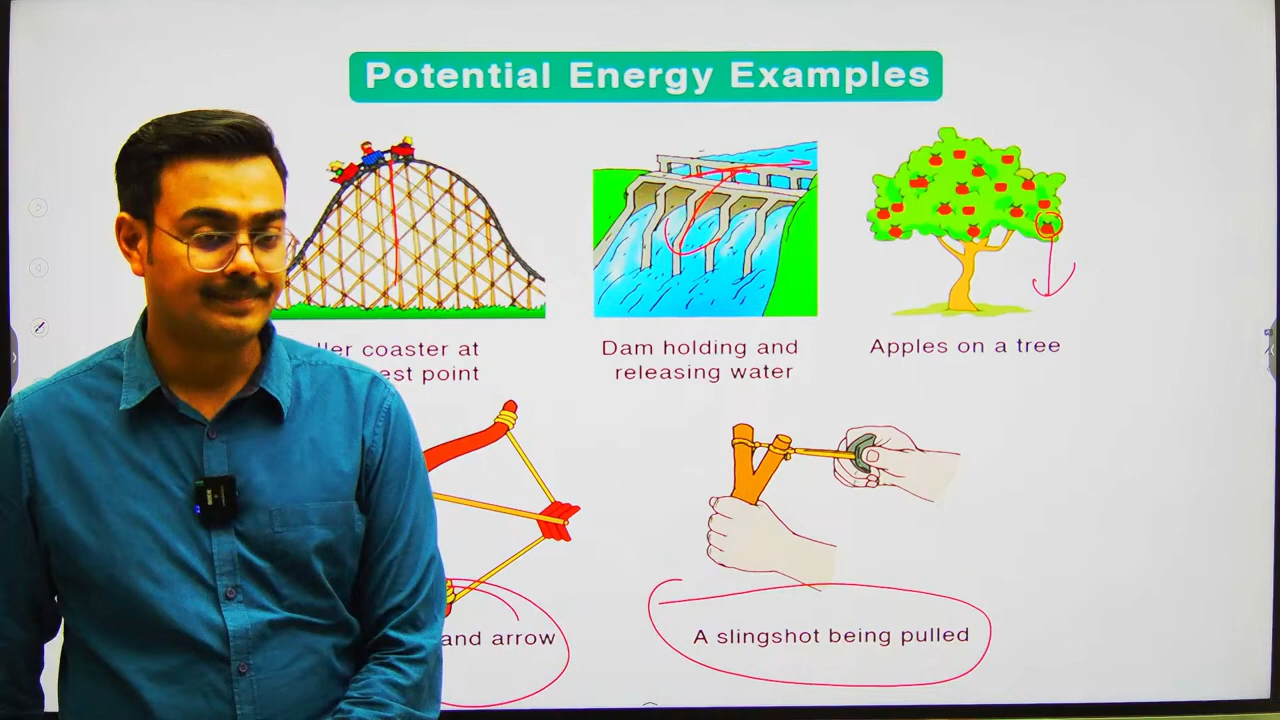 Potential Energy Examples
ller coaster at
est point
Dam holding and
releasing water
Apples on a tree
and arrow
A slingshot being pulled